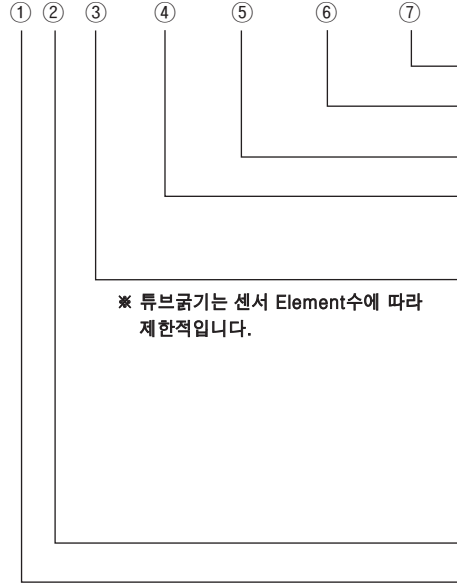 ① ② ③ ④ ⑤ ⑥ ⑦
※ 튜브굵기는 센서 Element수에 따라
제한적입니다.